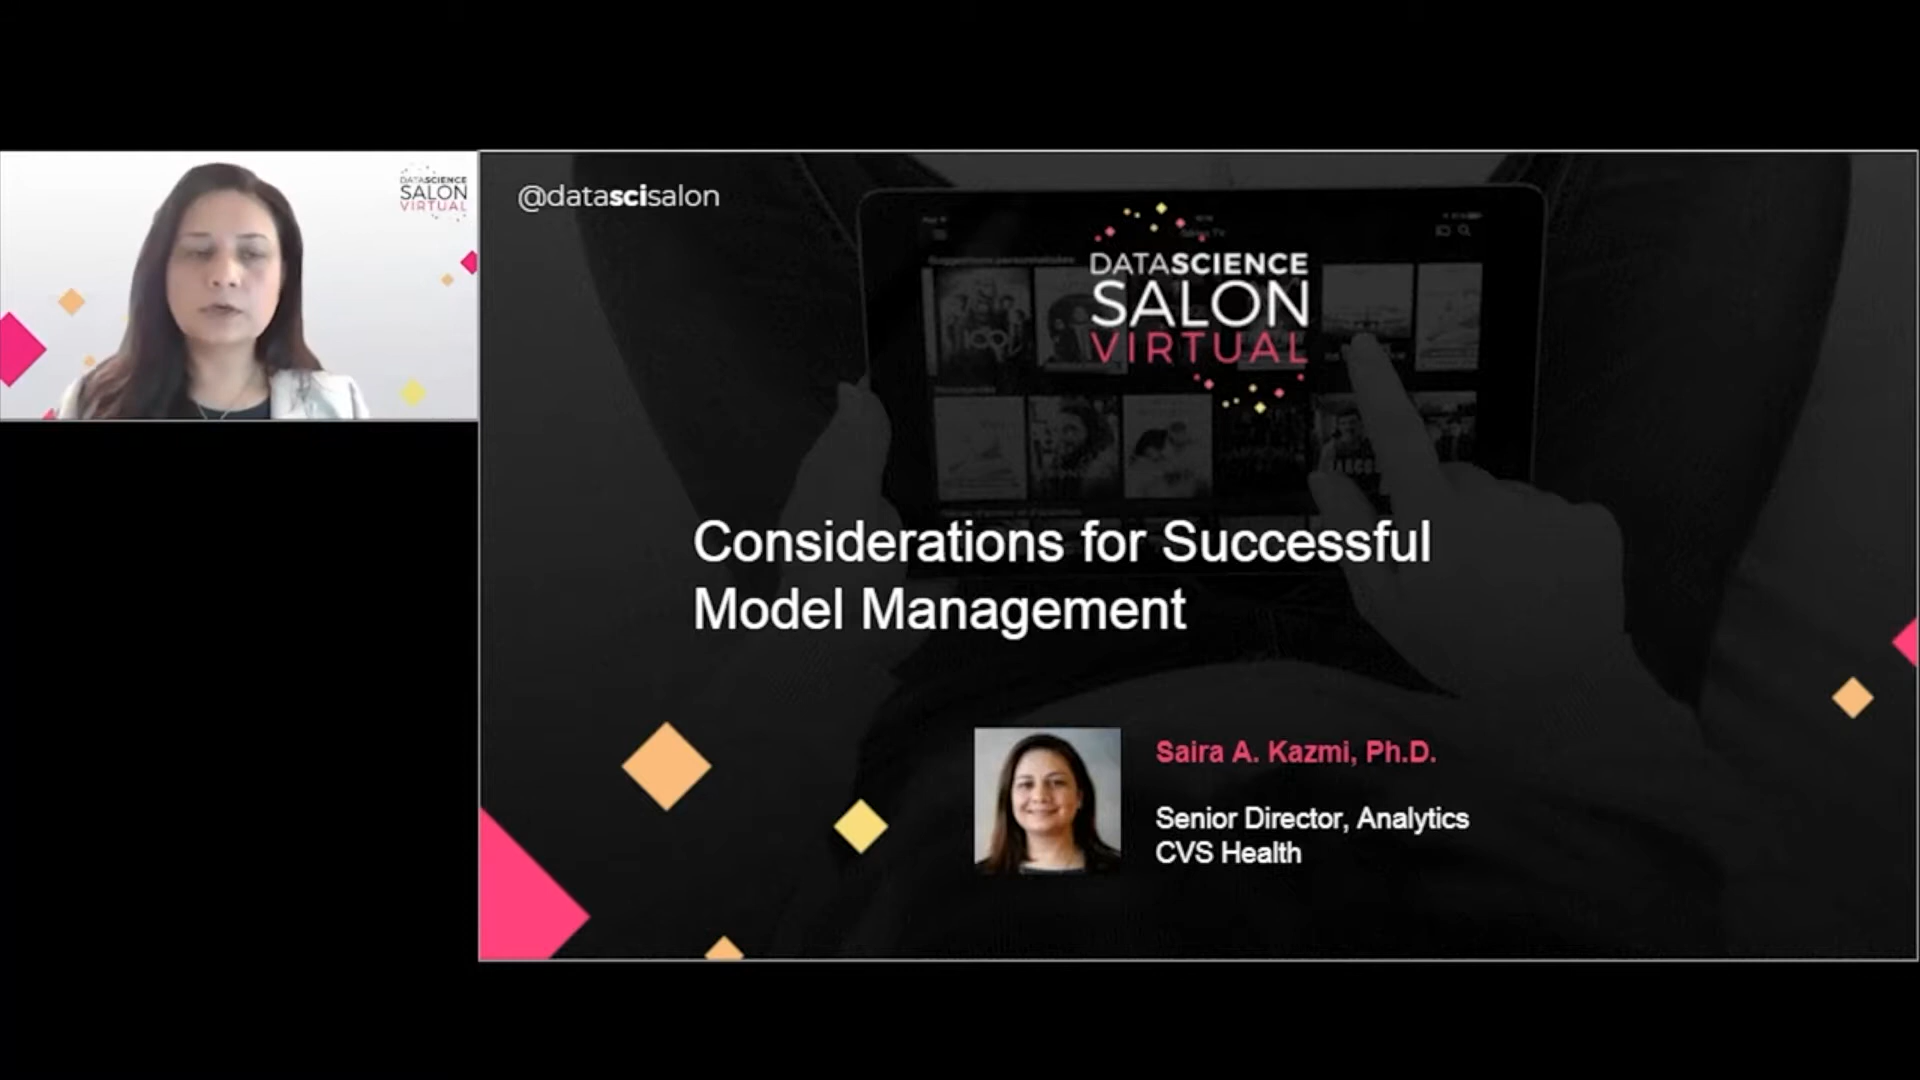 DATASCIENCE
SALON
VIRTUAL
@datascisalon
DATASCIENCE
SALON
VIRTUAL
Considerations for Successful
Model Management
Saira A. Kazmi, Ph.D.
Senior Director, Analytics
CVS Health